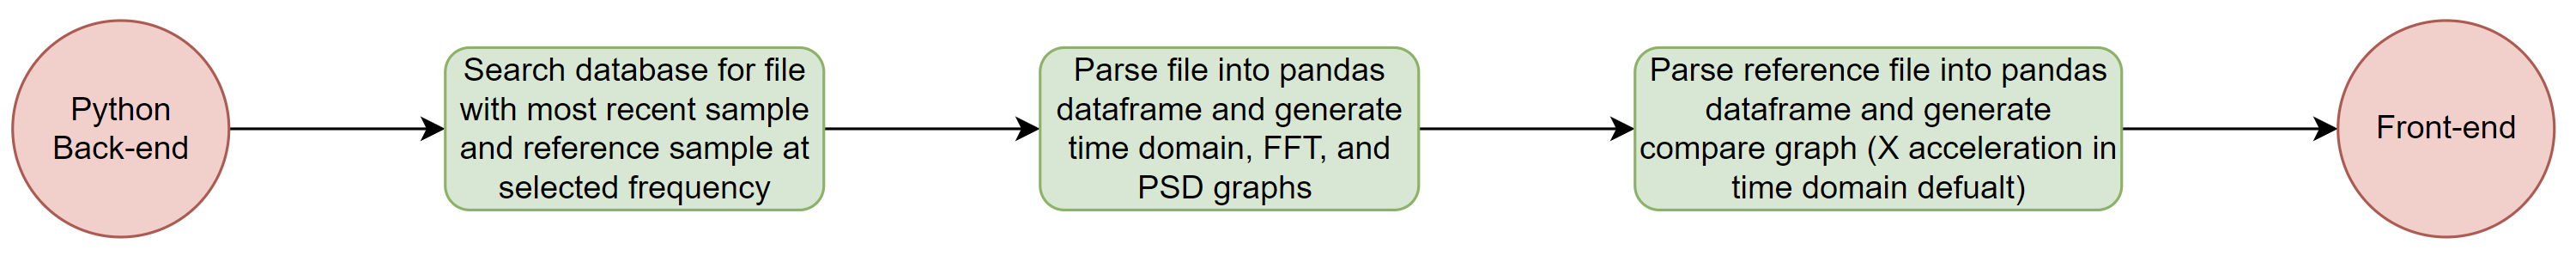 Python
Back-end
Search database for file
with most recent sample
and reference sample at
selected frequency
Parse file into pandas
dataframe and generate
time domain, FFT, and
PSD graphs
Parse reference file into pandas
dataframe and generate
compare graph (X acceleration in
time domain defualt)
Front-end